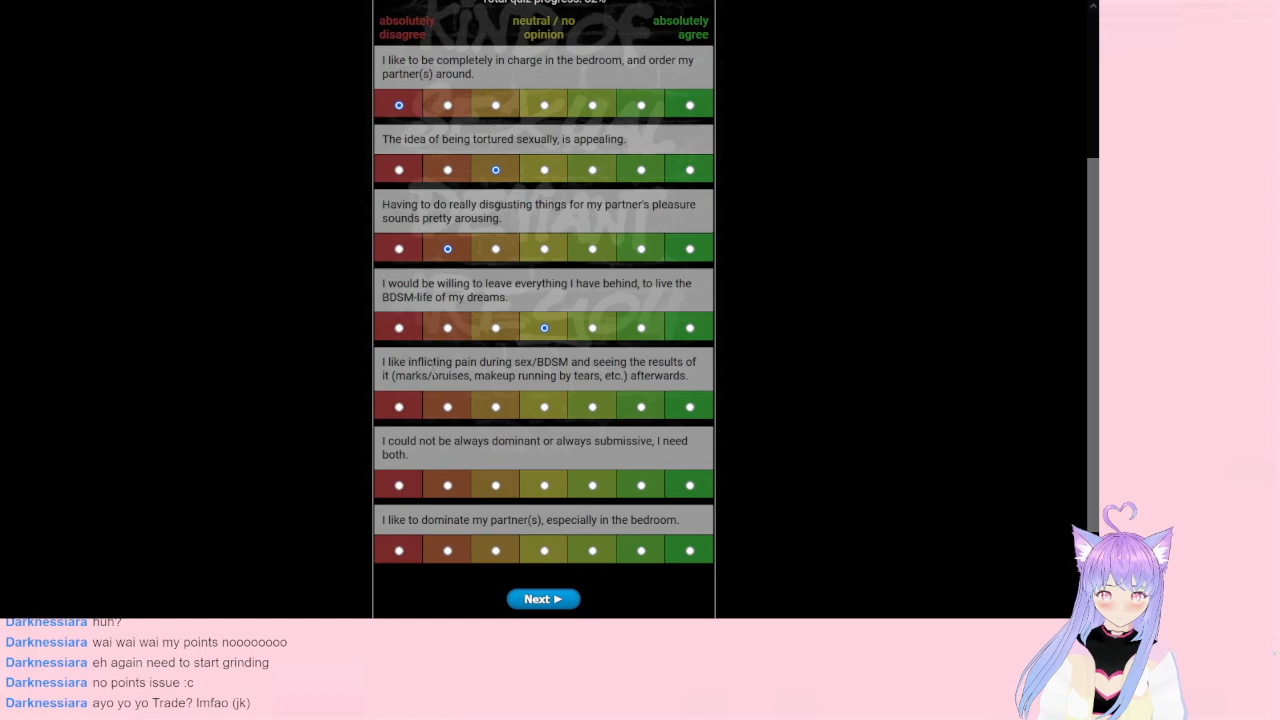 Total quiz progress: 82%
absolutely disagree
neutral / no opinion
absolutely agree
I like to be completely in charge in the bedroom, and order my
partner(s) around.
The idea of being tortured sexually, is appealing.
Having to do really disgusting things for my partner's pleasure
sounds pretty arousing.
I would be willing to leave everything I have behind, to live the
BDSM-life of my dreams.
I like inflicting pain during sex/BDSM and seeing the results of
it (marks/bruises, makeup running by tears, etc.) afterwards.
I could not be always dominant or always submissive, I need
both.
I like to dominate my partner(s), especially in the bedroom.
Next ►
Darknessiara huh?
Darknessiara wai wai wai my points nooooooo
Darknessiara eh again need to start grinding
Darknessiara no points issue :c
Darknessiara ayo yo yo Trade? lmfao (jk)